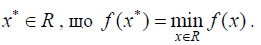 x* ∈ R , що f(x*) = min f(x) .
x∈R